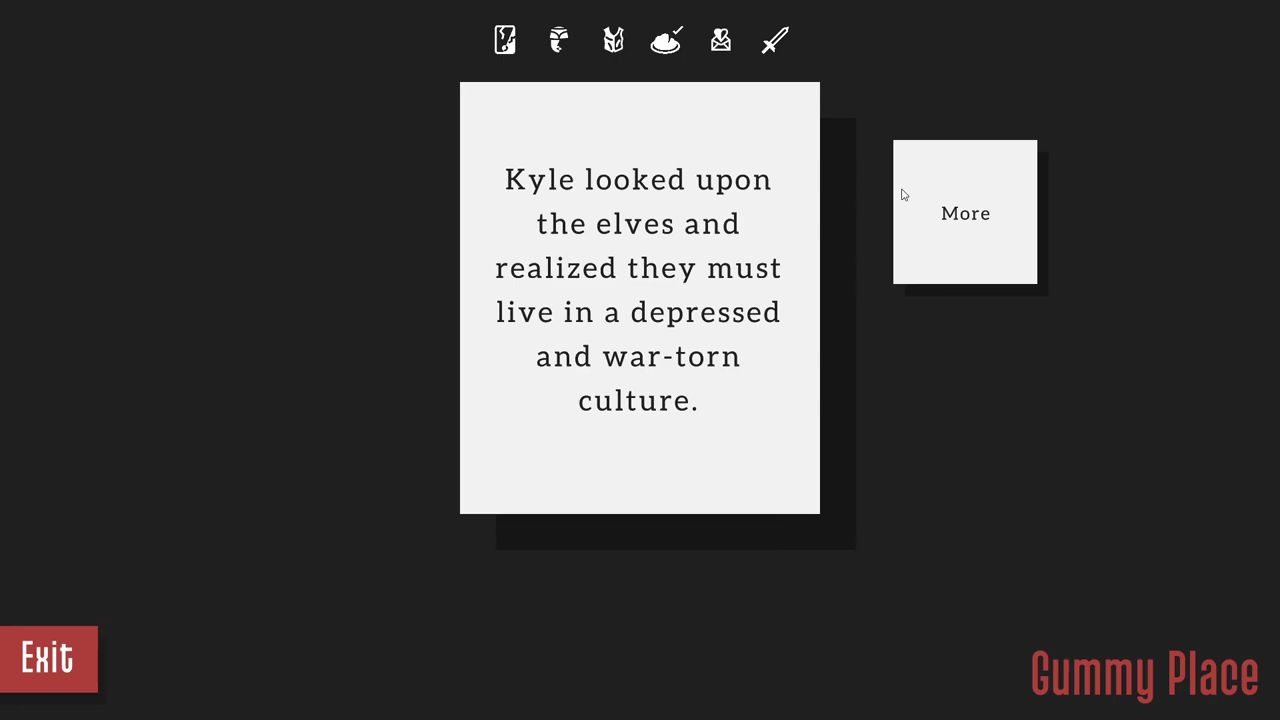 Kyle looked upon
the elves and
realized they must
live in a depressed
and war-torn
culture.
More
Exit
Gummy Place